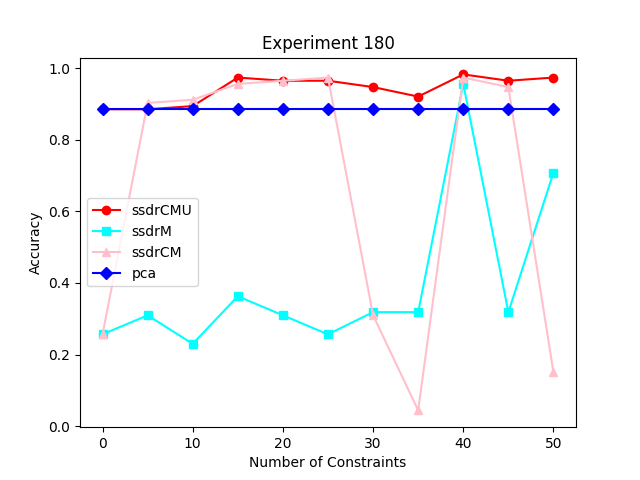 Experiment 180
Accuracy
1.0
0.8
0.6
0.4
0.2
0.0
ssdrCMU
ssdrM
ssdrCM
pca
0 10 20 30 40 50
Number of Constraints